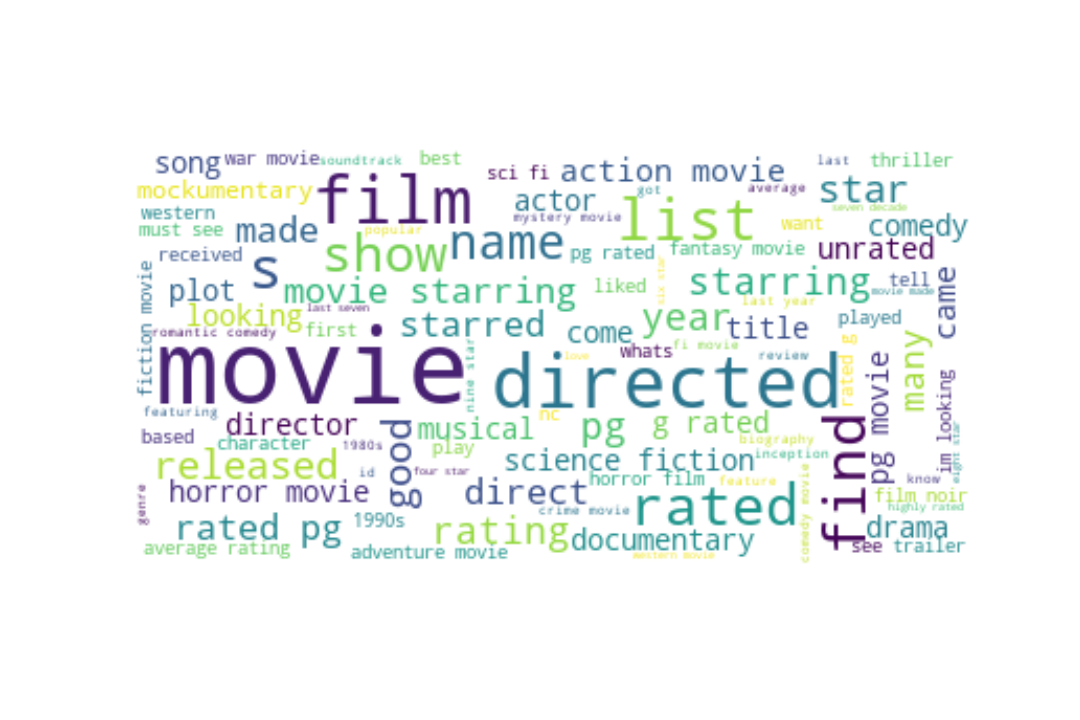 song war movie soundtrack best sci fi action movie last thriller
mockumentary film actor got average star
western mystery movie list seven decade
must see made popular name want comedy
received s show pg rated fantasy movie unrated
plot movie starring liked six star starring tell movie made
fiction movie looking last seven last year came
romantic comedy first starred come year title played
movie nine star love whats fi movie review rated g many
directed
featuring
based director good musical nc pg g rated pg movie im looking
character 1980s play biography
released id four star science fiction inception eight star
genre horror movie direct horror film feature find know
crime movie rated comedy movie film noir
rated pg 1990s rating highly rated
documentary drama
average rating adventure movie western movie see trailer